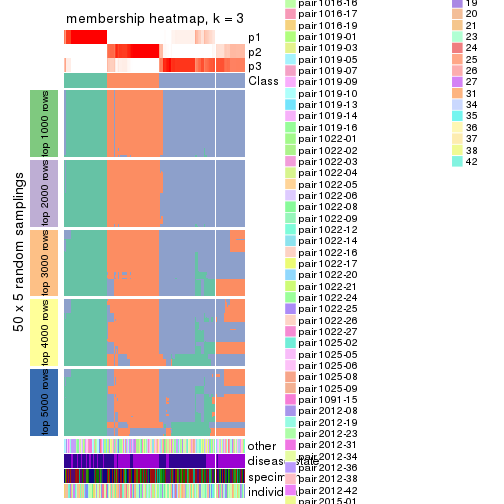 membership heatmap, k = 3
p1
p2
p3
Class
50 x 5 random samplings
top 1000 rows
top 2000 rows
top 3000 rows
top 4000 rows
top 5000 rows
other
disease.state
specim
individ
pair1016-16
pair1016-17
pair1016-20
pair1016-19
pair1019-01
pair1019-03
pair1019-05
pair1019-07
pair1019-09
pair1019-10
pair1019-13
pair1019-14
pair1019-16
pair1022-01
pair1022-02
pair1022-03
pair1022-04
pair1022-05
pair1022-06
pair1022-08
pair1022-09
pair1022-12
pair1022-14
pair1022-16
pair1022-17
pair1022-20
pair1022-21
pair1022-24
pair1022-25
pair1022-26
pair1022-27
pair1025-02
pair1025-05
pair1025-06
pair1025-08
pair1025-09
pair1091-15
pair2012-08
pair2012-19
pair2012-23
pair2012-31
pair2012-34
pair2012-36
pair2012-38
pair2012-42
pair2015-01
19
20
21
23
24
25
26
27
31
34
35
36
37
38
42